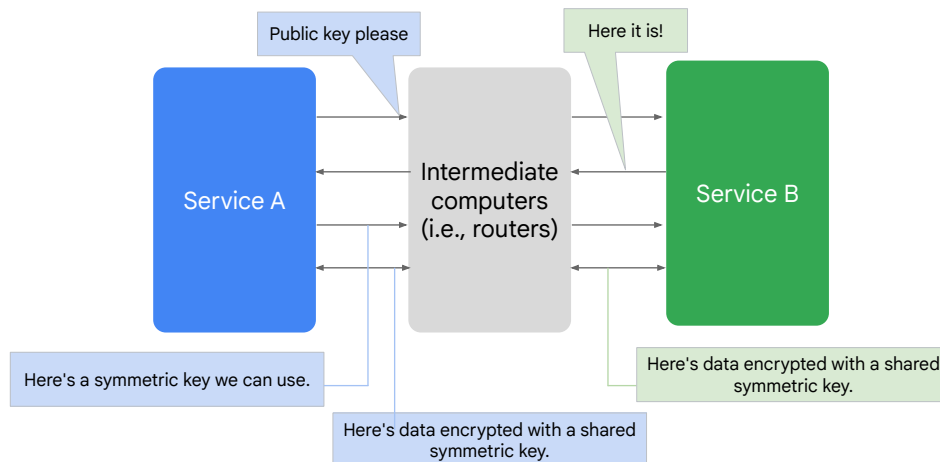 Public key please
Here it is!
Service A
Intermediate
computers
(i.e., routers)
Service B
Here's a symmetric key we can use.
Here's data encrypted with a shared
symmetric key.
Here's data encrypted with a shared
symmetric key.